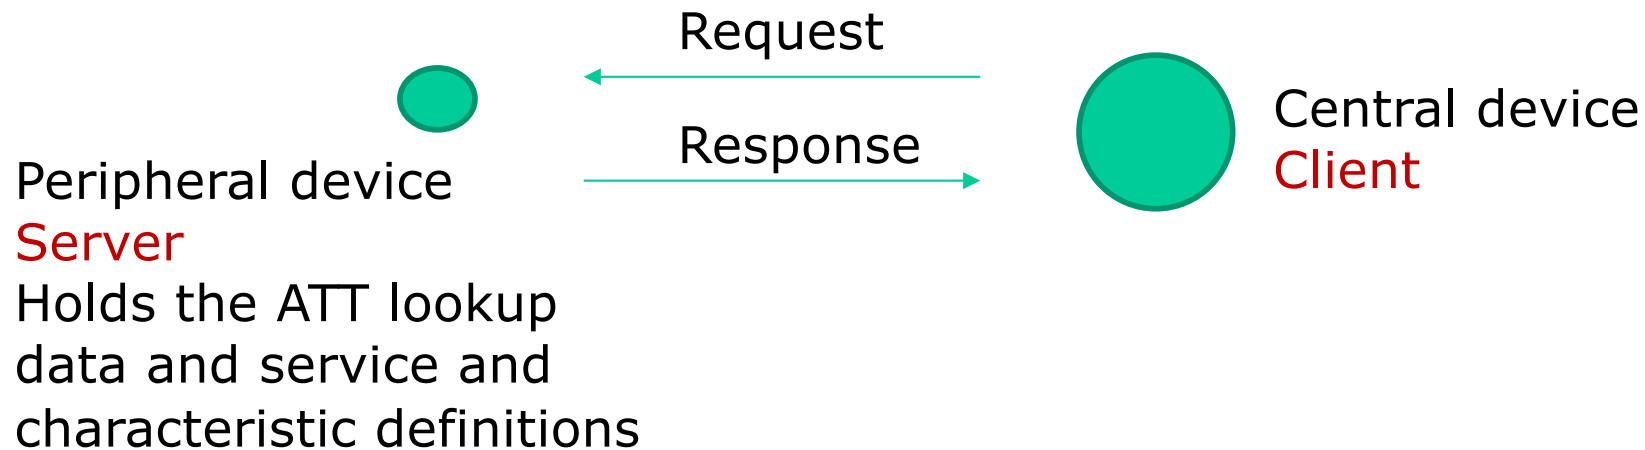 Request
Response
Central device
Client
Peripheral device
Server
Holds the ATT lookup
data and service and
characteristic definitions